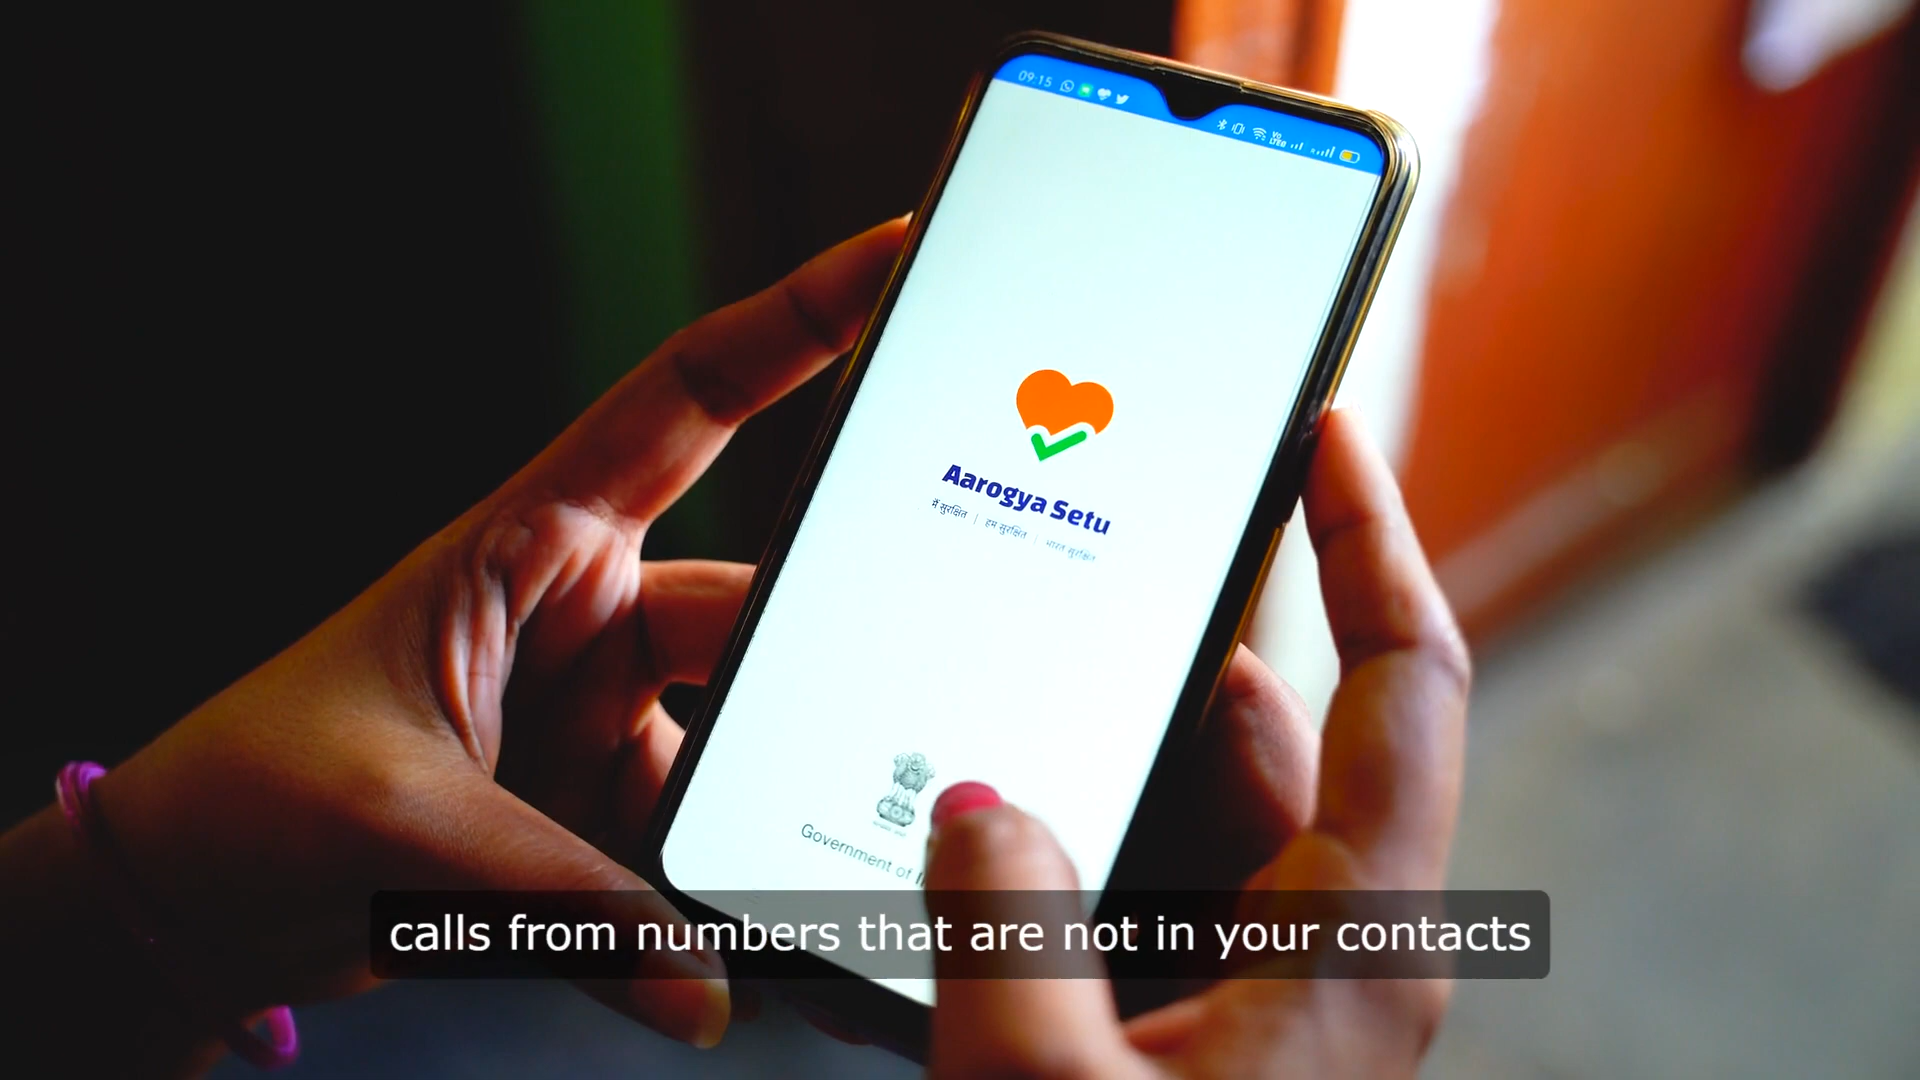 09:15
Aarogya Setu
मैं सुरक्षित | हम सुरक्षित | भारत सुरक्षित
Government of
calls from numbers that are not in your contacts